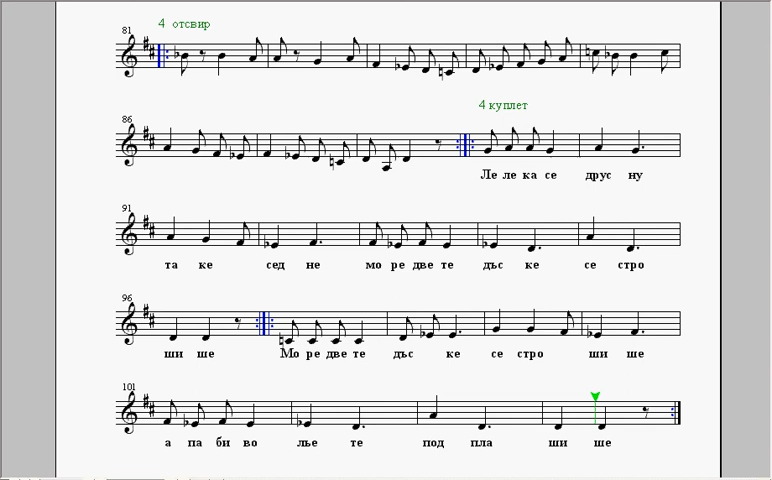 4 отсвир
81
86
4 куплет
Ле ле ка се друс ну
91
та ке сед не мо ре две те дъс ке се стро
96
ши ше Мо ре две те дъс ке се стро ши ше
101
а па би во лье те под пла ши ше